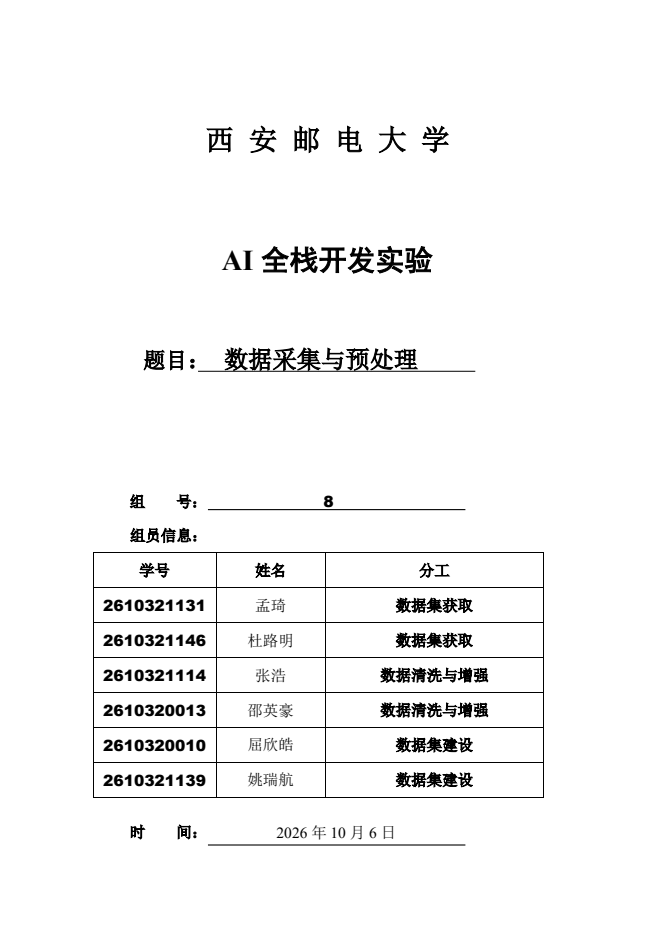 西安邮电大学
AI 全栈开发实验
题目： 数据采集与预处理
组 号： 8
组员信息：
学号 姓名 分工
2610321131 孟琦 数据集获取
2610321146 杜路明 数据集获取
2610321114 张浩 数据清洗与增强
2610320013 邵英豪 数据清洗与增强
2610320010 屈欣皓 数据集建设
2610321139 姚瑞航 数据集建设
时 间： 2026 年 10 月 6 日